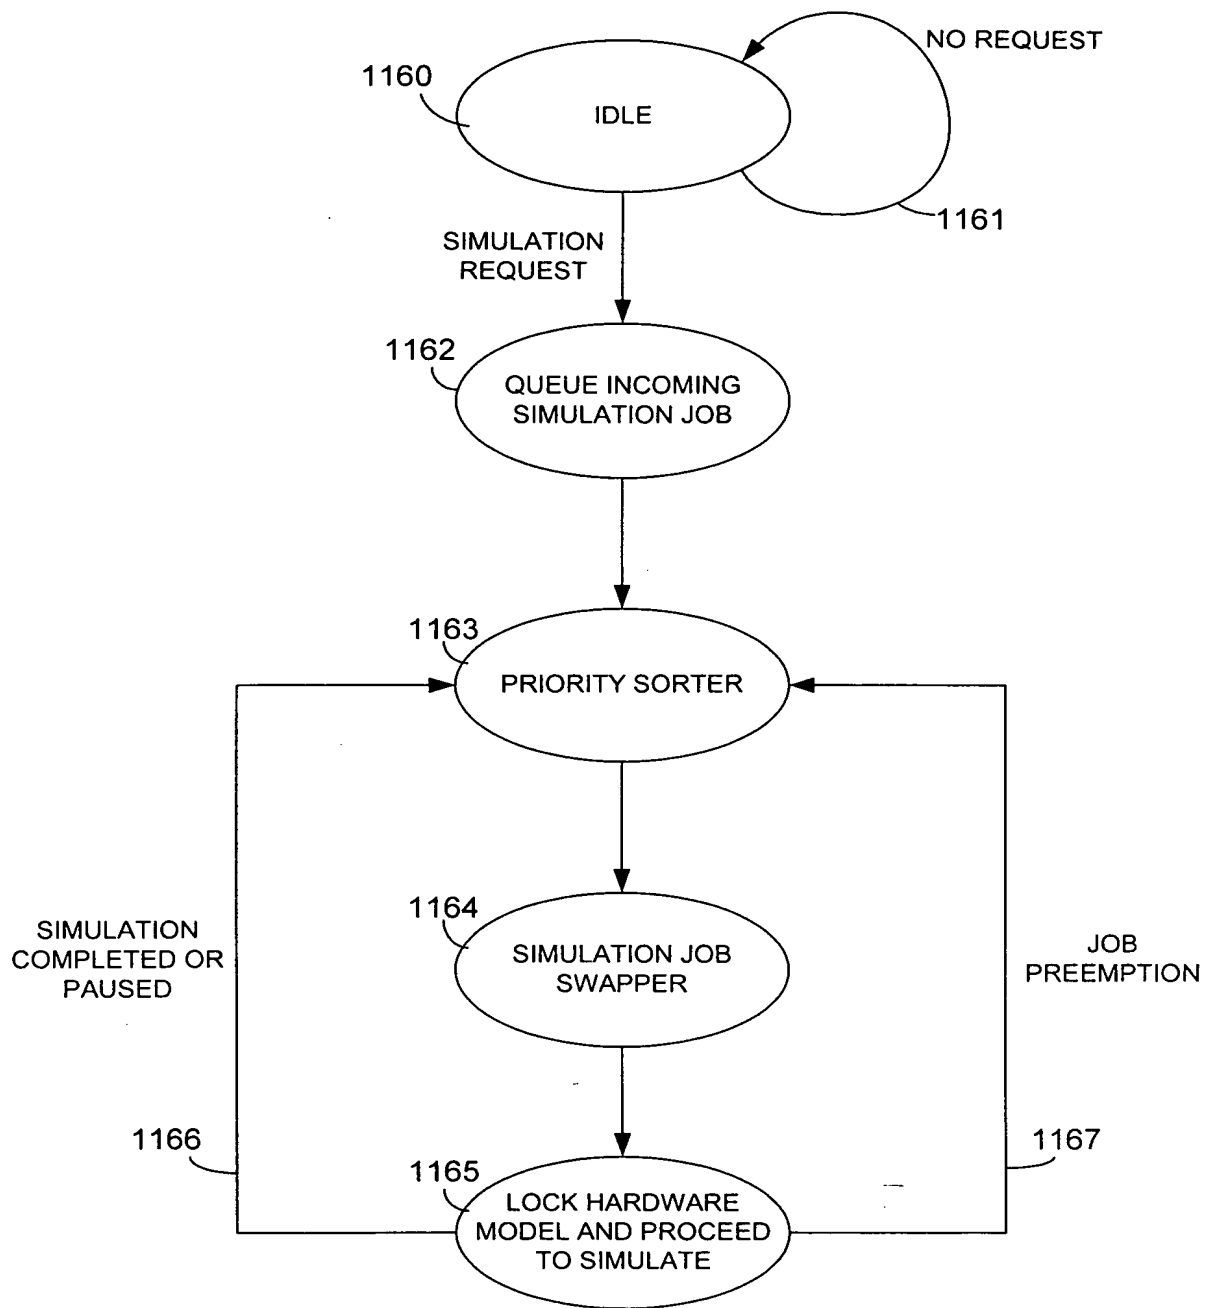 NO REQUEST
1160
IDLE
1161
SIMULATION
REQUEST
1162
QUEUE INCOMING
SIMULATION JOB
1163
PRIORITY SORTER
1164
SIMULATION JOB
SWAPPER
SIMULATION
COMPLETED OR
PAUSED
JOB
PREEMPTION
1166
1167
1165
LOCK HARDWARE
MODEL AND PROCEED
TO SIMULATE